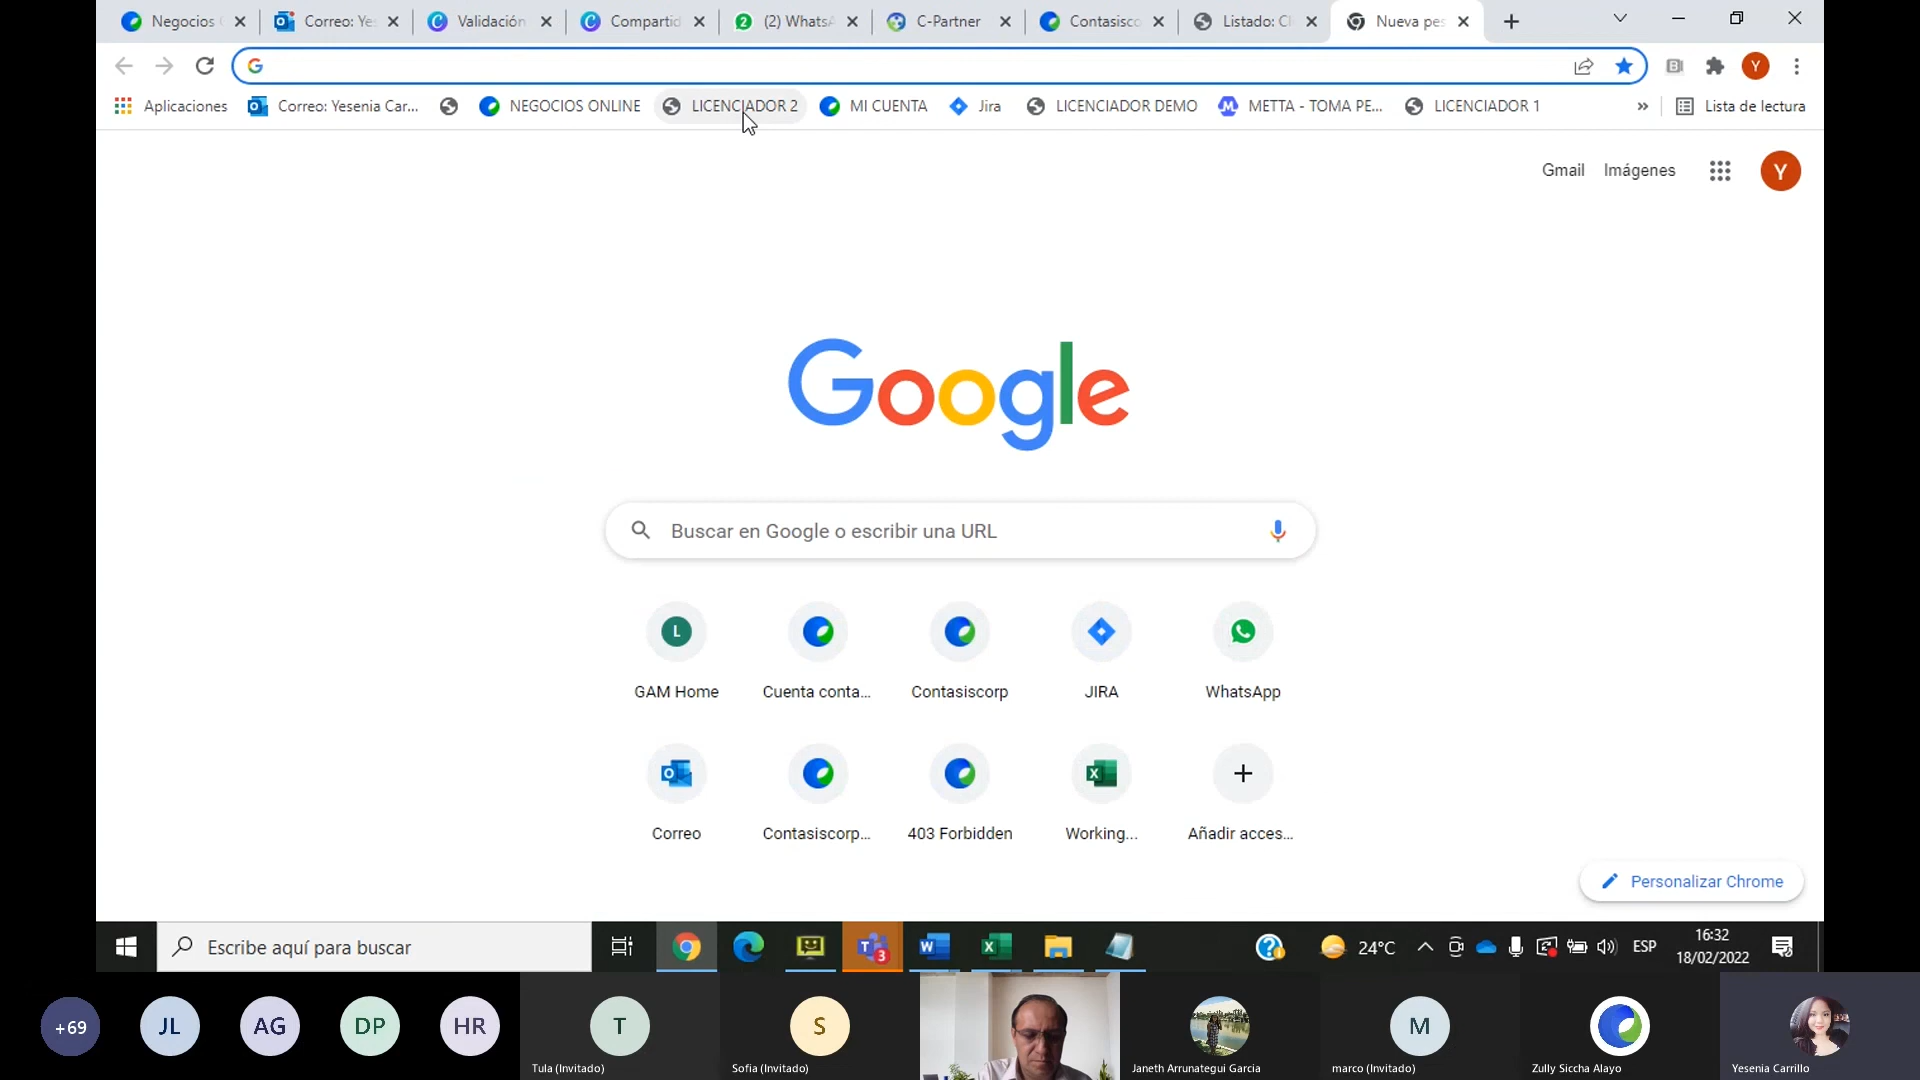 Negocios
Correo: Ye
Validación
Compartid
(2) Whats
C-Partner
Contasisco
Listado: Cl
Nueva pes
Aplicaciones
Correo: Yesenia Car...
NEGOCIOS ONLINE
LICENCIADOR 2
MI CUENTA
Jira
LICENCIADOR DEMO
METTA - TOMA PE...
LICENCIADOR 1
»
Lista de lectura
Gmail
Imágenes
Y
Google
Buscar en Google o escribir una URL
L
GAM Home
Cuenta conta...
Contasiscorp
JIRA
WhatsApp
Correo
Contasiscorp...
403 Forbidden
Working...
Añadir acces...
Personalizar Chrome
Escribe aquí para buscar
24°C
ESP
16:32
18/02/2022
+69
JL
AG
DP
HR
T
Tula (Invitado)
S
Sofia (Invitado)
Janeth Arrunategui Garcia
M
marco (Invitado)
Zully Siccha Alayo
Yesenia Carrillo